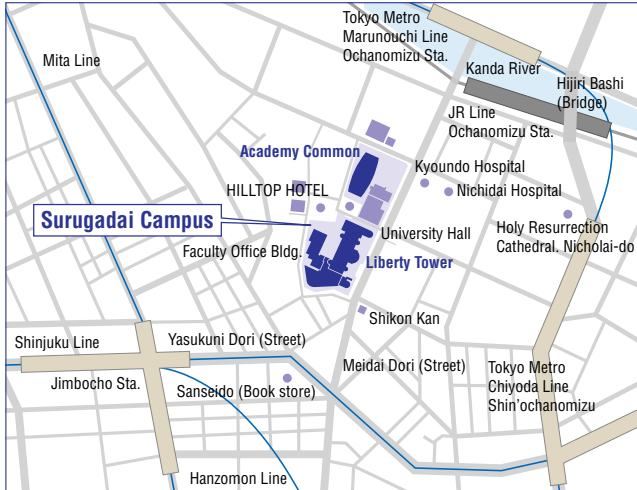 Tokyo Metro
Marunouchi Line
Ochanomizu Sta.
Mita Line
Kanda River
Hijiri Bashi
(Bridge)
JR Line
Ochanomizu Sta.
Academy Common
Kyoundo Hospital
HILLTOP HOTEL
Nichidai Hospital
Surugadai Campus
University Hall
Holy Resurrection
Cathedral. Nicholai-do
Faculty Office Bldg.
Liberty Tower
Shikon Kan
Shinjuku Line
Yasukuni Dori (Street)
Meidai Dori (Street)
Tokyo Metro
Chiyoda Line
Shin'ochanomizu
Jimbocho Sta.
Sanseido (Book store)
Hanzomon Line